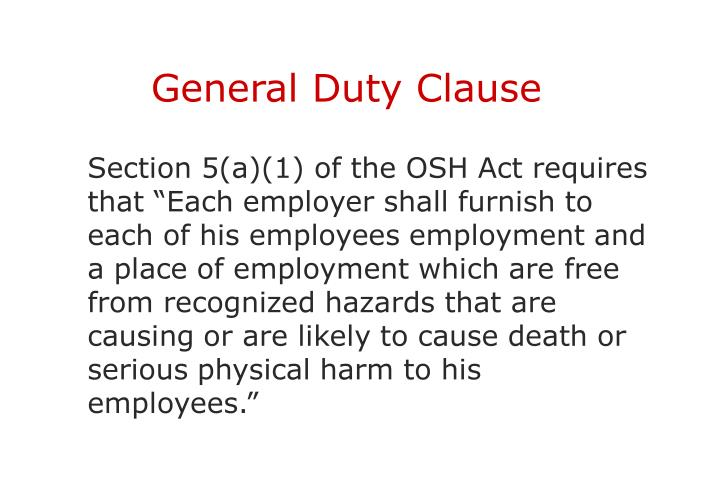 General Duty Clause
Section 5(a)(1) of the OSH Act requires
that “Each employer shall furnish to
each of his employees employment and
a place of employment which are free
from recognized hazards that are
causing or are likely to cause death or
serious physical harm to his
employees.”